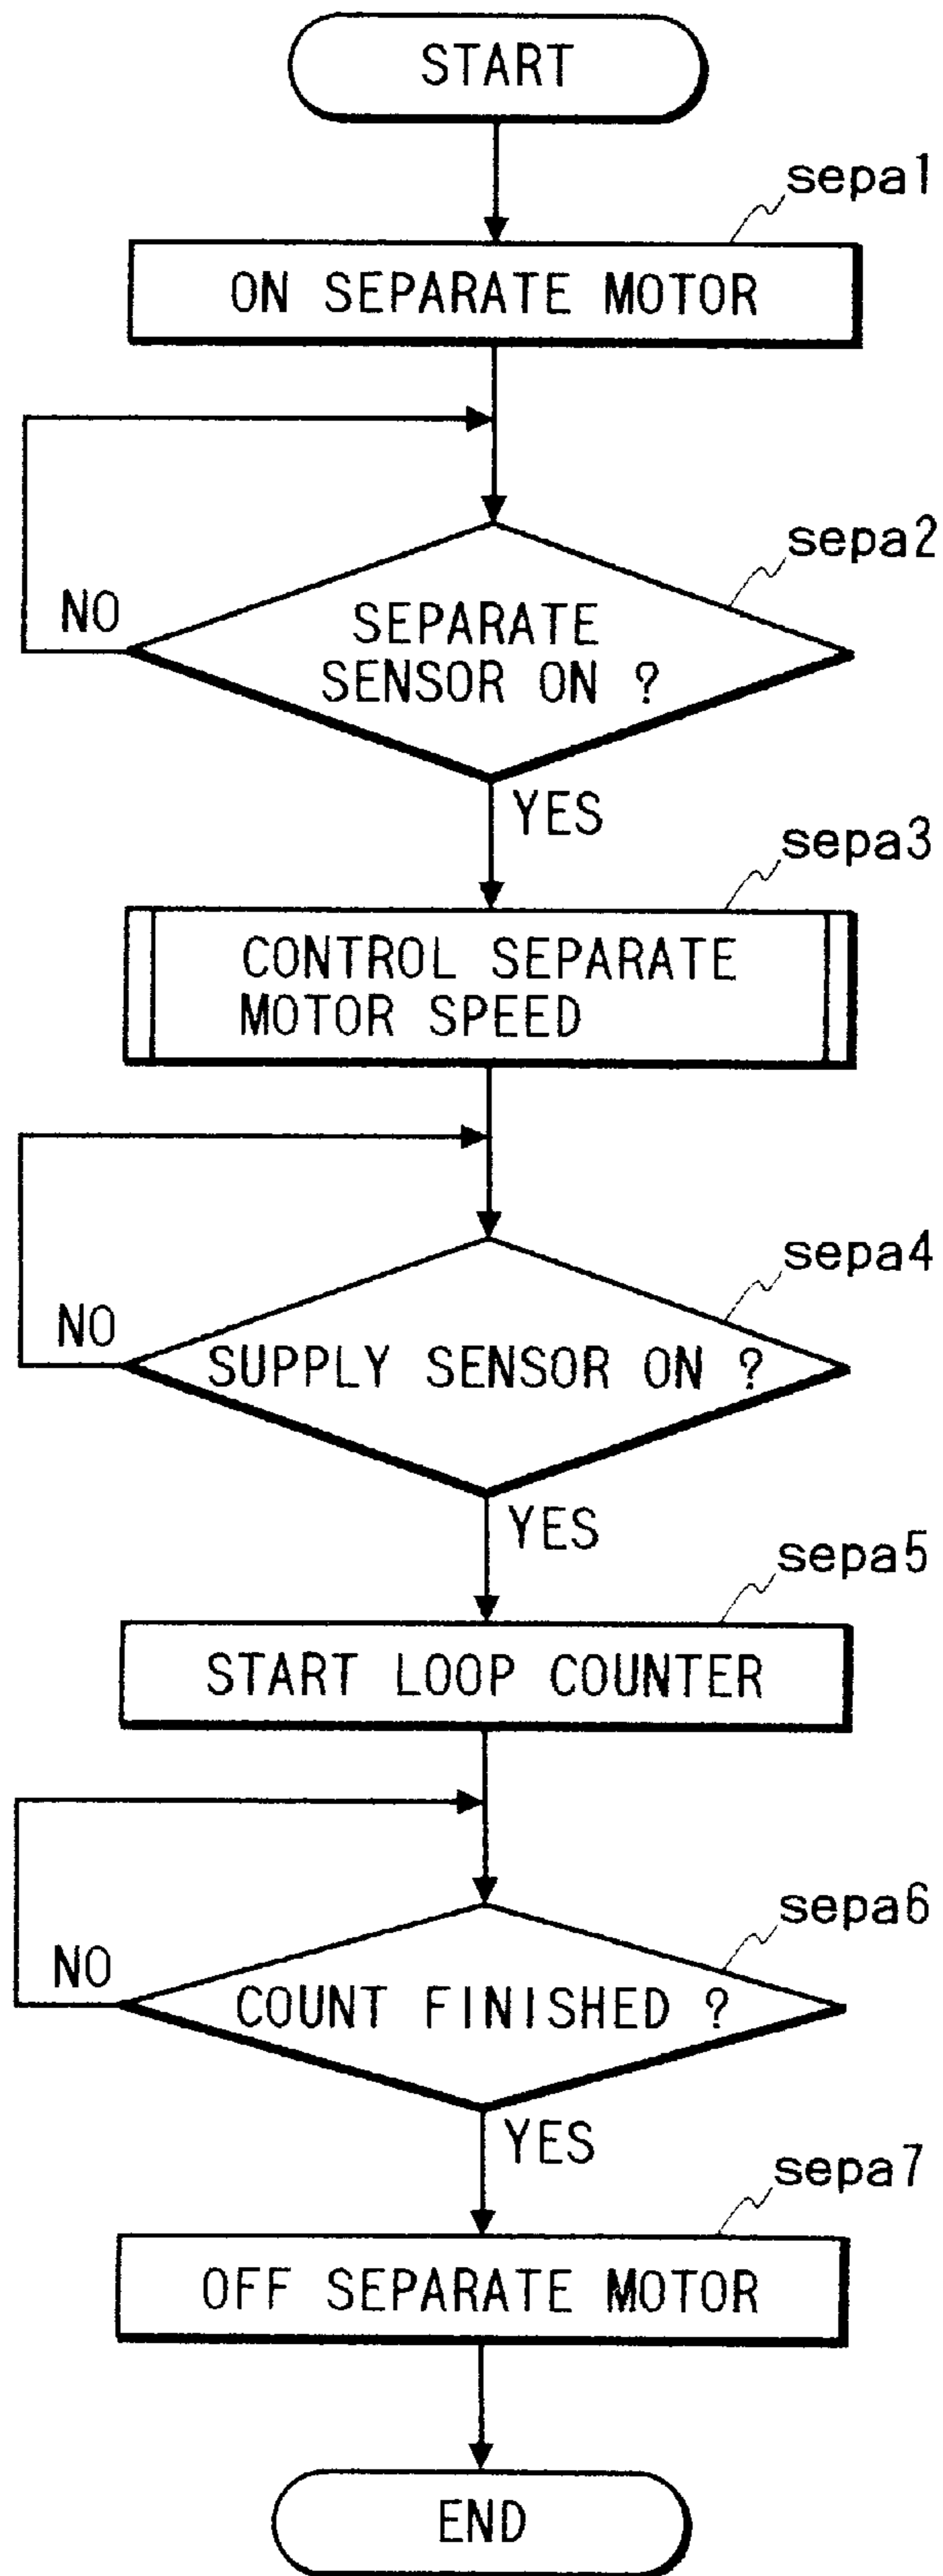 START
sepa1
ON SEPARATE MOTOR
sepa2
NO
SEPARATE
SENSOR ON ?
YES
sepa3
CONTROL SEPARATE
MOTOR SPEED
sepa4
NO
SUPPLY SENSOR ON ?
YES
sepa5
START LOOP COUNTER
sepa6
NO
COUNT FINISHED ?
YES
sepa7
OFF SEPARATE MOTOR
END